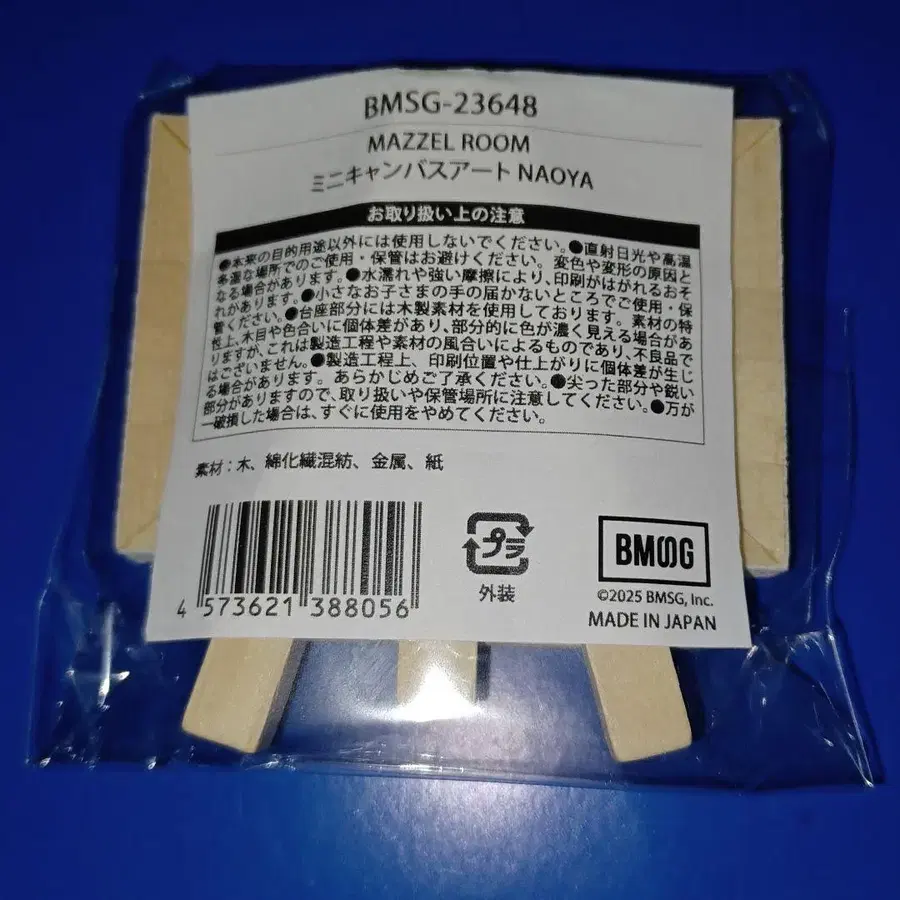 BMSG-23648
MAZZEL ROOM
ミニキャンバスアート NAOYA
お取り扱い上の注意
●本来の目的用途以外には使用しないでください。●直射日光や高温
多湿な場所でのご使用・保管はお避けください。変色や変形の原因と
なる場合があります。●水濡れや強い摩擦により、印刷がはがれるおそ
れがあります。●小さなお子さまの手の届かないところでご使用・保
管ください。●台座部分には木製素材を使用しております。素材の特
性上、木目や色合いに個体差があり、部分的に色が濃く見える場合があ
りますが、これは製造工程や素材の風合いによるものであり、不良品で
はございません。●製造工程上、印刷位置や仕上がりに個体差が生じ
る場合があります。あらかじめご了承ください。●尖った部分や鋭い
部分がありますので、取り扱いや保管場所に注意してください。●万が
一破損した場合は、すぐに使用をやめてください。
素材：木、綿化繊混紡、金属、紙
4 573621 388056
プラ
外装
BMSG
©2025 BMSG, Inc.
MADE IN JAPAN